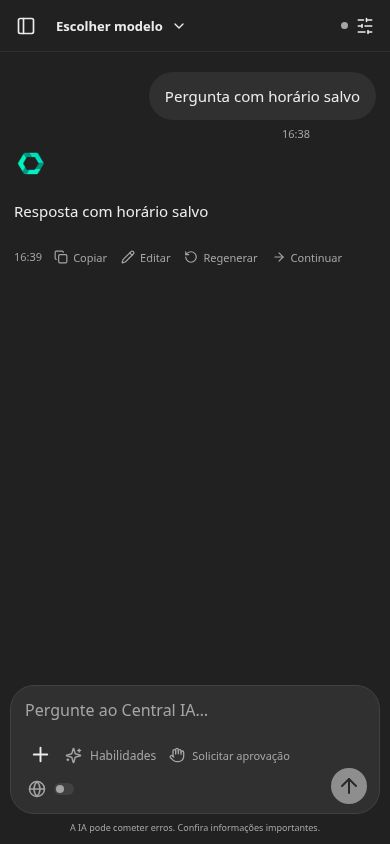 Escolher modelo
Pergunta com horário salvo
16:38
Resposta com horário salvo
16:39 Copiar Editar Regenerar Continuar
Pergunte ao Central IA...
Habilidades Solicitar aprovação
A IA pode cometer erros. Confira informações importantes.